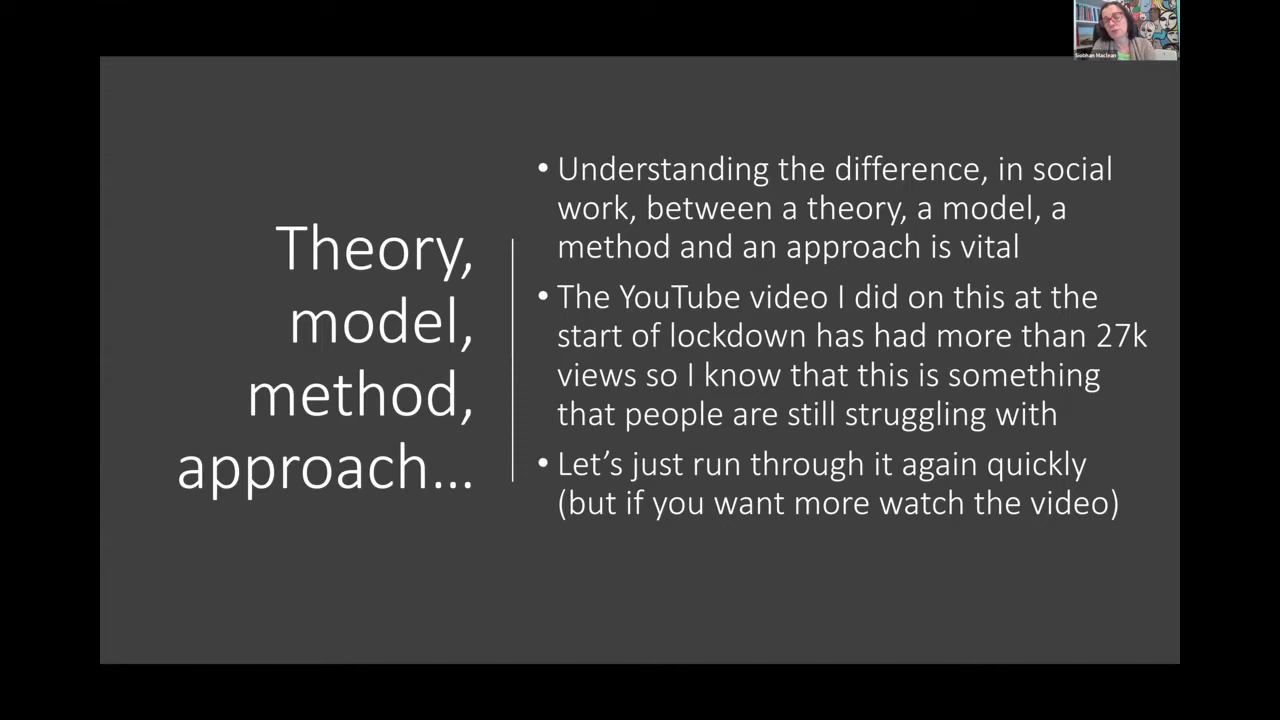 Siobhan Maclean
Theory,
model,
method,
approach...
• Understanding the difference, in social
work, between a theory, a model, a
method and an approach is vital
• The YouTube video I did on this at the
start of lockdown has had more than 27k
views so I know that this is something
that people are still struggling with
• Let’s just run through it again quickly
(but if you want more watch the video)